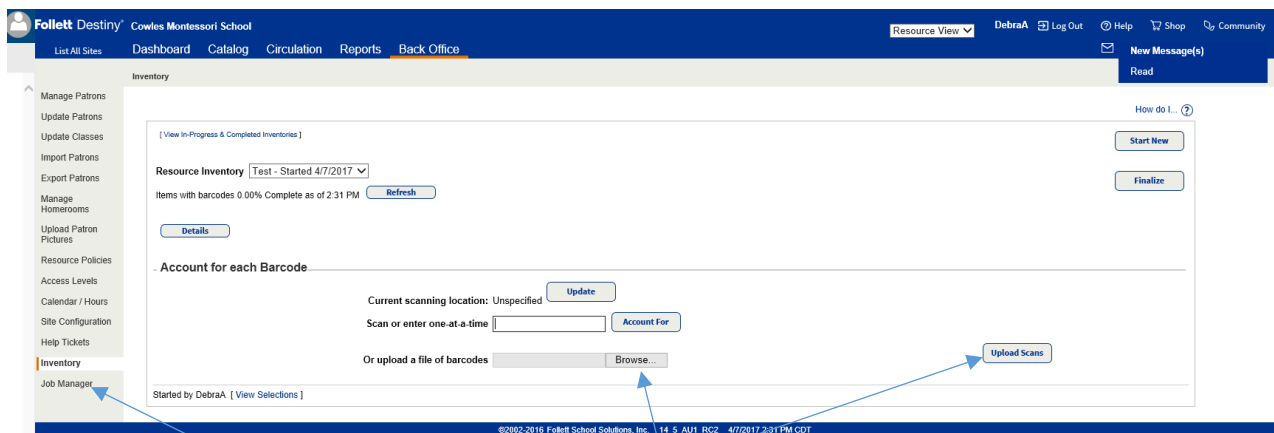 Follett Destiny® Cowles Montessori School
Resource View DebraA Log Out Help Shop Community
List All Sites Dashboard Catalog Circulation Reports Back Office
New Message(s)
Read
Inventory
How do I... ?
Manage Patrons
Update Patrons
Update Classes
Import Patrons
Export Patrons
Manage
Homerooms
Upload Patron
Pictures
Resource Policies
Access Levels
Calendar / Hours
Site Configuration
Help Tickets
Inventory
Job Manager
[ View In-Progress & Completed Inventories ]
Start New
Resource Inventory Test - Started 4/7/2017
Finalize
Items with barcodes 0.00% Complete as of 2:31 PM Refresh
Details
Account for each Barcode
Current scanning location: Unspecified Update
Scan or enter one-at-a-time Account For
Or upload a file of barcodes Browse... Upload Scans
Started by DebraA [ View Selections ]
©2002-2016 Follett School Solutions, Inc. 14_5_AU1_RC2 4/7/2017 2:31 PM CDT